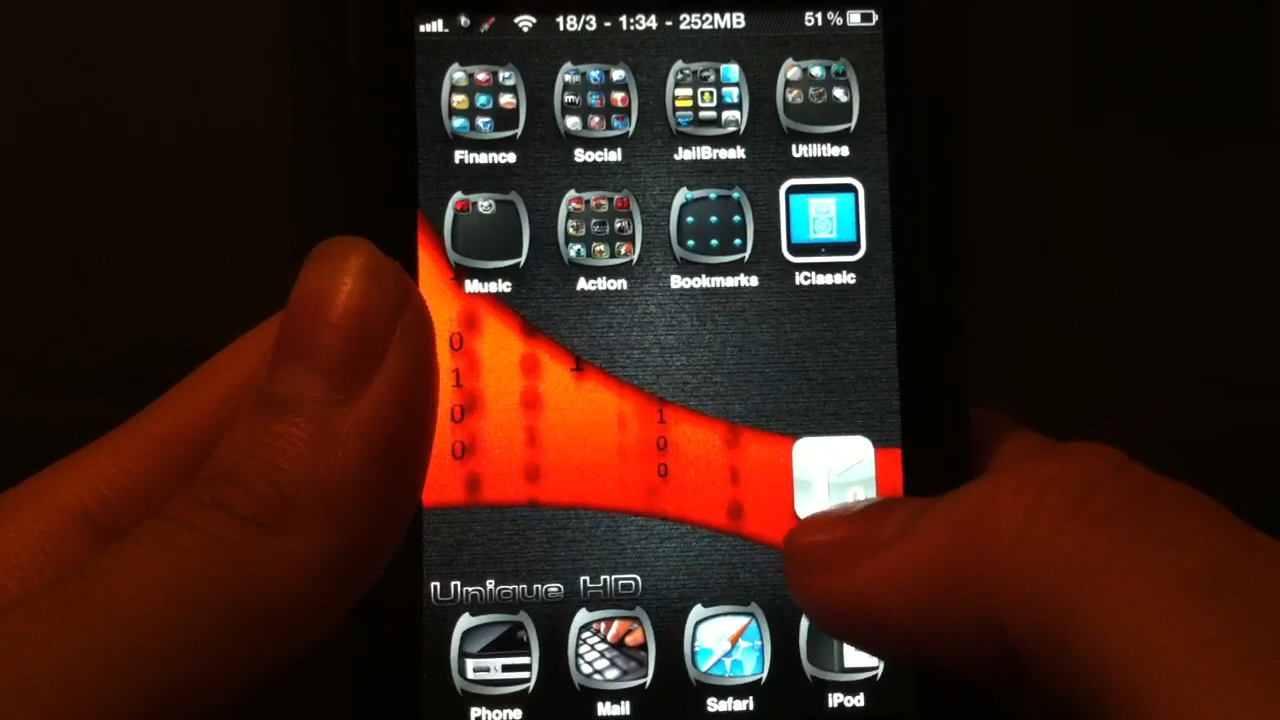 18/3 - 1:34 - 252MB 51%
Finance Social JailBreak Utilities
my
Music Action Bookmarks iClassic
0
1
0
0
1
1
0
0
Unique HD
Phone Mail Safari iPod